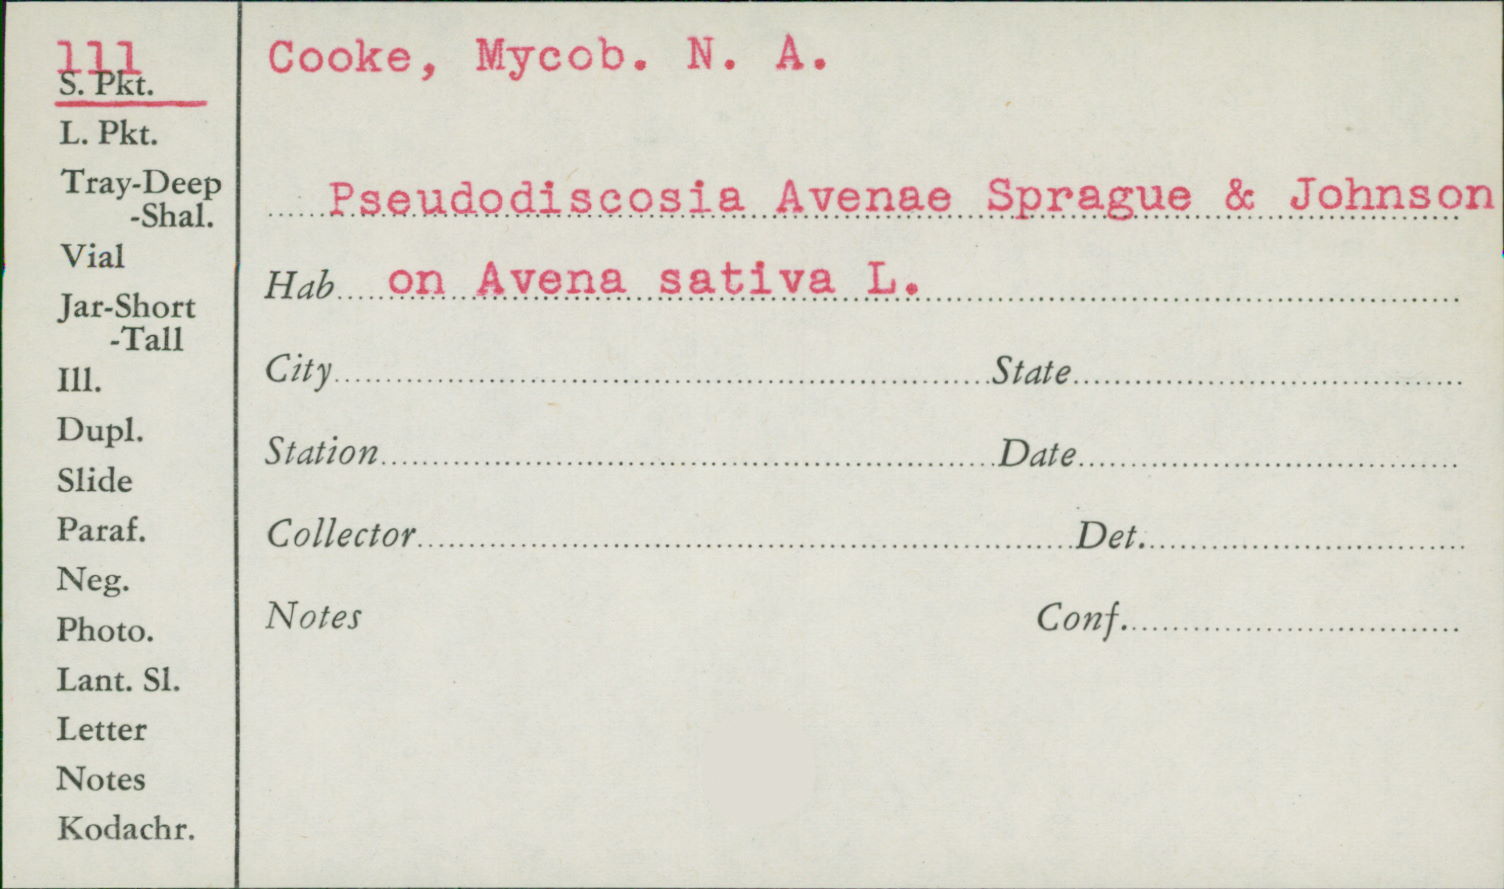 111
S. Pkt.
L. Pkt.
Tray-Deep
-Shal.
Vial
Jar-Short
-Tall
Ill.
Dupl.
Slide
Paraf.
Neg.
Photo.
Lant. Sl.
Letter
Notes
Kodachr.
Cooke, Mycob. N. A.
Pseudodiscosia Avenae Sprague & Johnson
Hab. on Avena sativa L.
City State
Station Date
Collector Det.
Notes Conf.